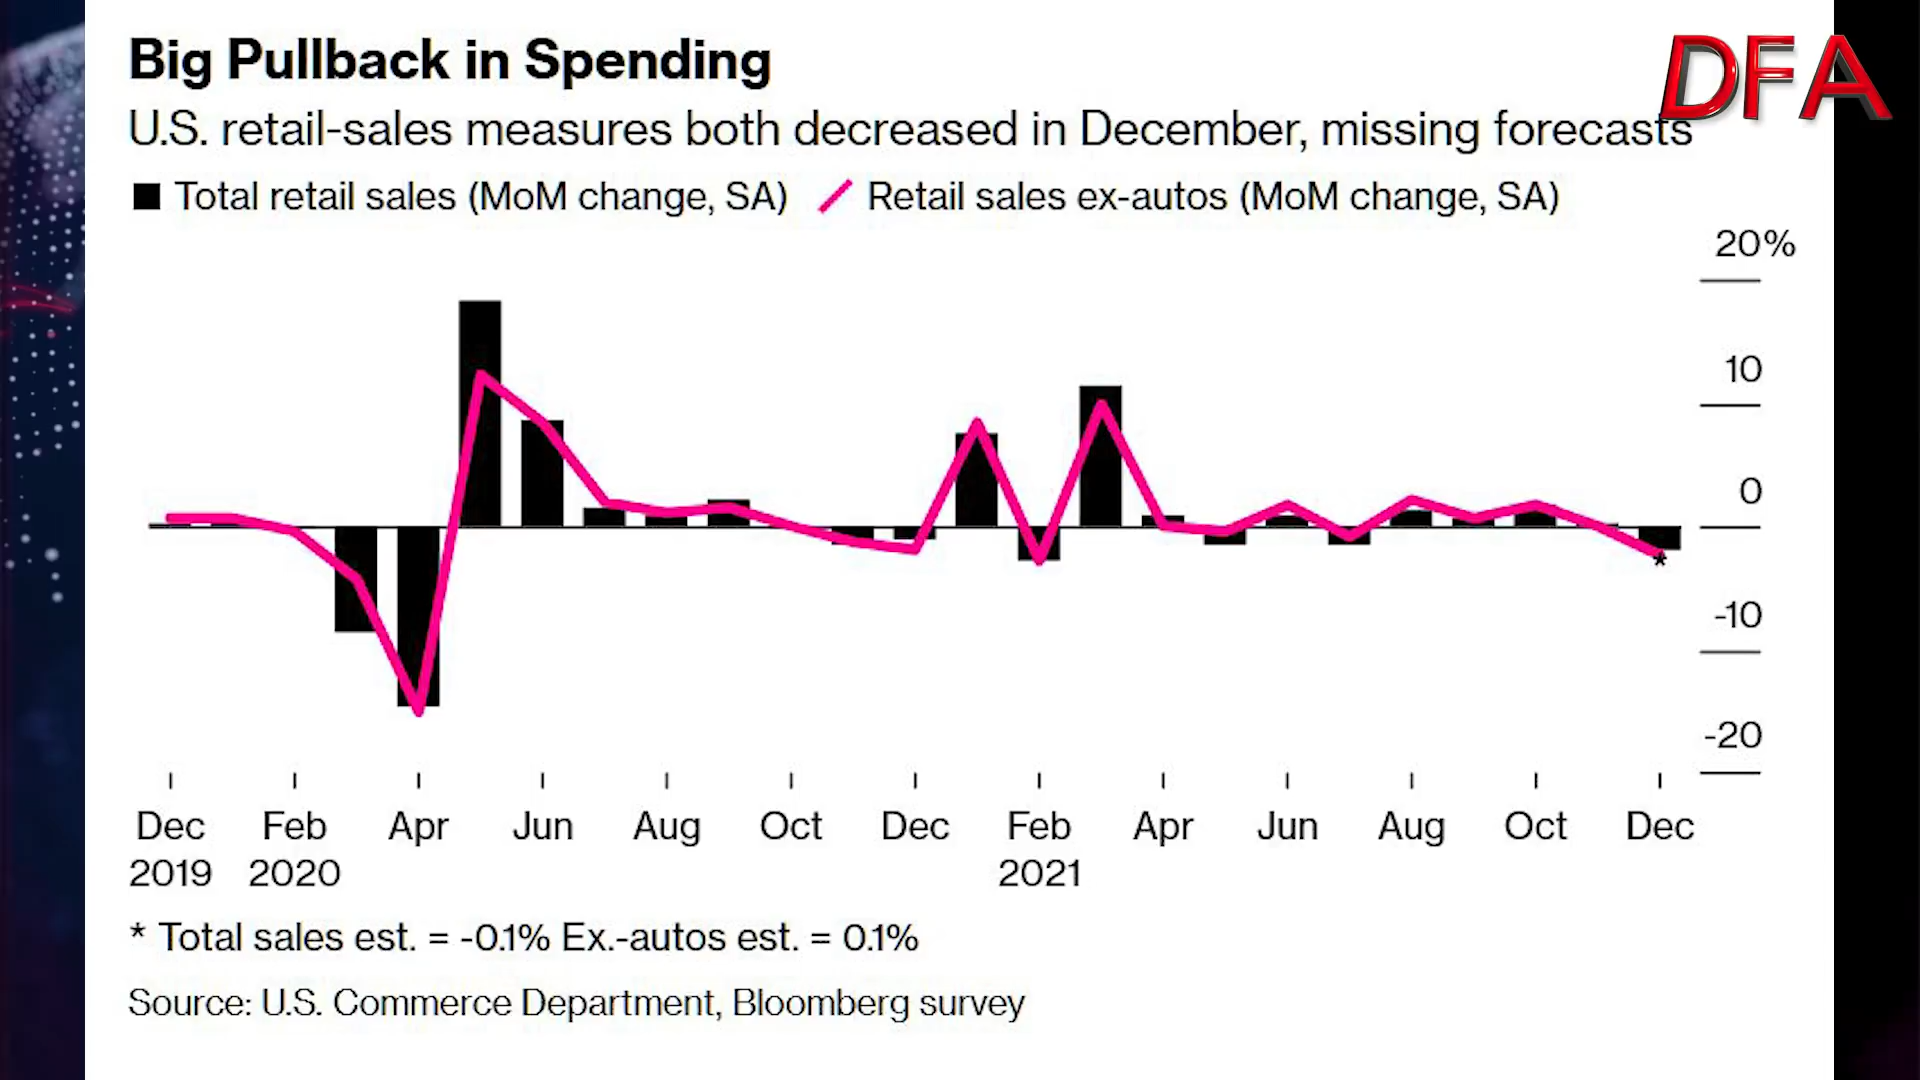 Big Pullback in Spending
DFA
U.S. retail-sales measures both decreased in December, missing forecasts
Total retail sales (MoM change, SA) Retail sales ex-autos (MoM change, SA)
20%
10
0
-10
-20
Dec Feb Apr Jun Aug Oct Dec Feb Apr Jun Aug Oct Dec
2019 2020 2021
* Total sales est. = -0.1% Ex.-autos est. = 0.1%
Source: U.S. Commerce Department, Bloomberg survey